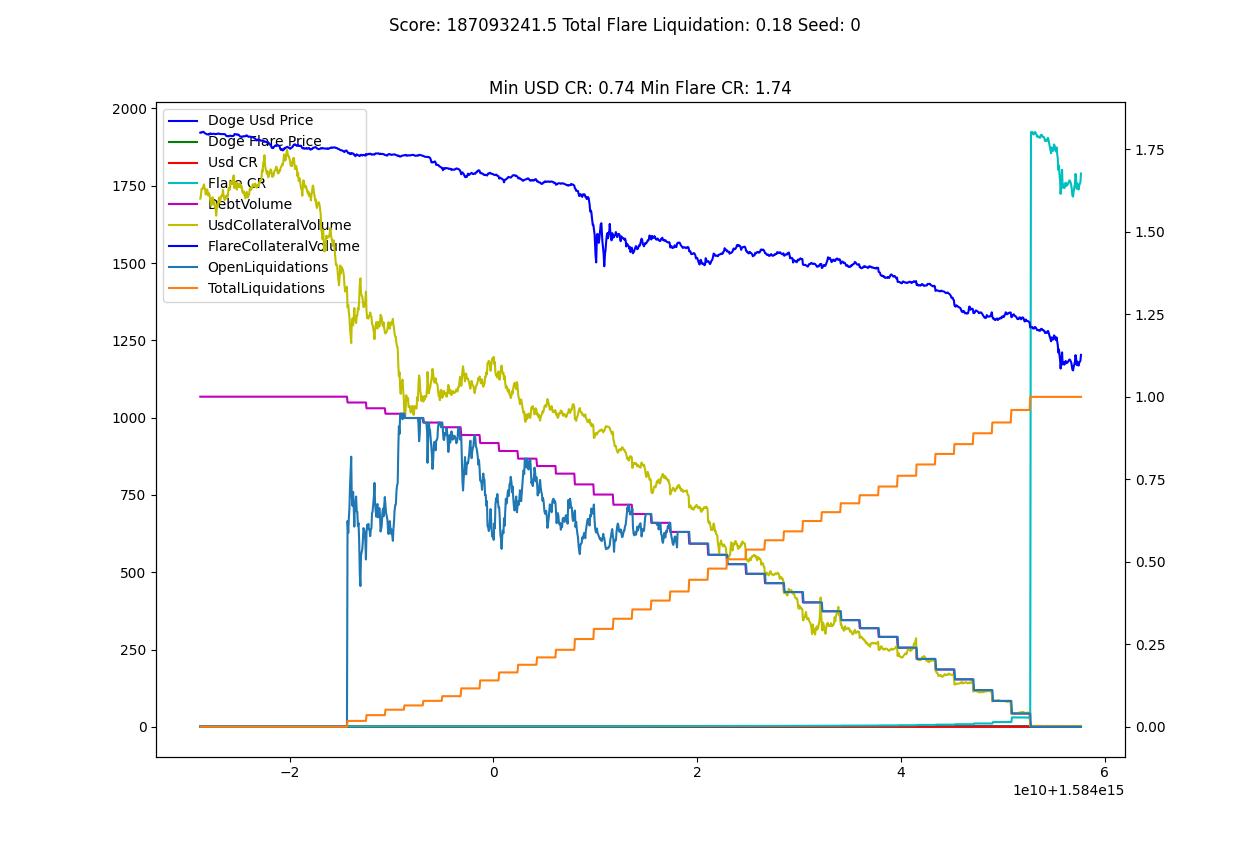 Score: 187093241.5 Total Flare Liquidation: 0.18 Seed: 0
Min USD CR: 0.74 Min Flare CR: 1.74
Doge Usd Price
Doge Flare Price
Usd CR
Flare CR
DebtVolume
UsdCollateralVolume
FlareCollateralVolume
OpenLiquidations
TotalLiquidations
2000
1750
1500
1250
1000
750
500
250
0
1.75
1.50
1.25
1.00
0.75
0.50
0.25
0.00
−2
0
2
4
6
1e10+1.584e15